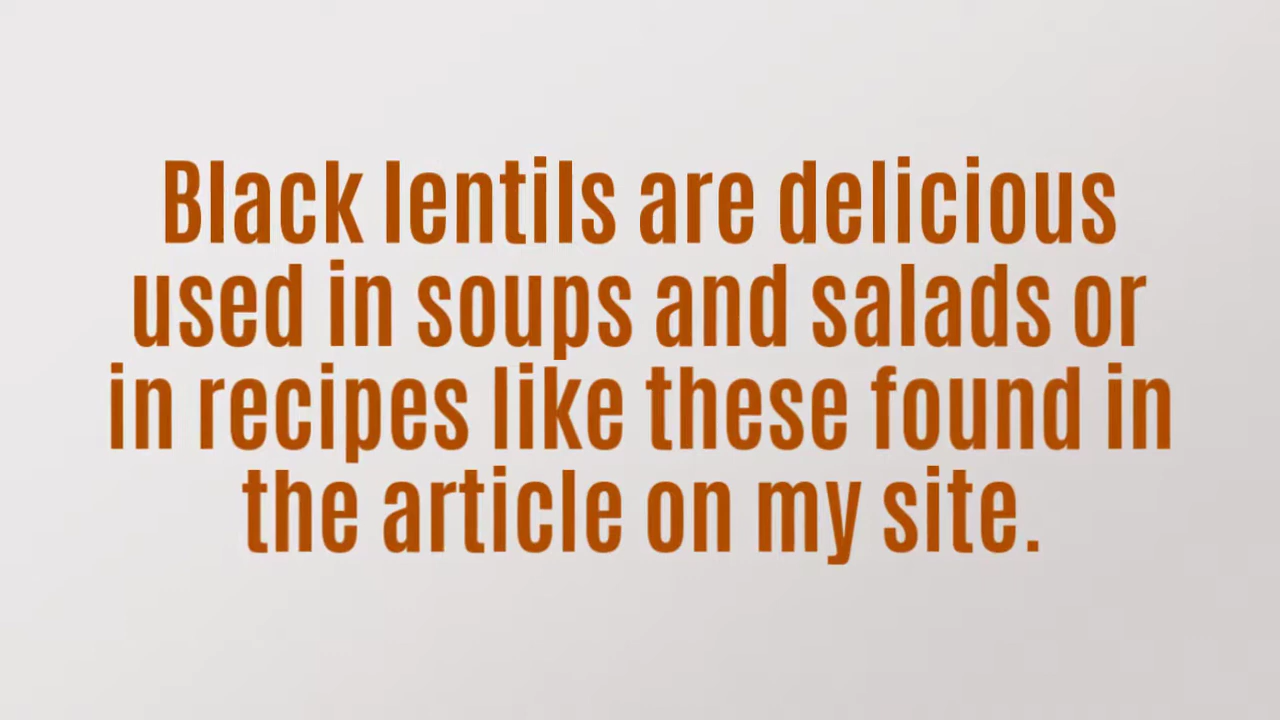 Black lentils are delicious
used in soups and salads or
in recipes like these found in
the article on my site.